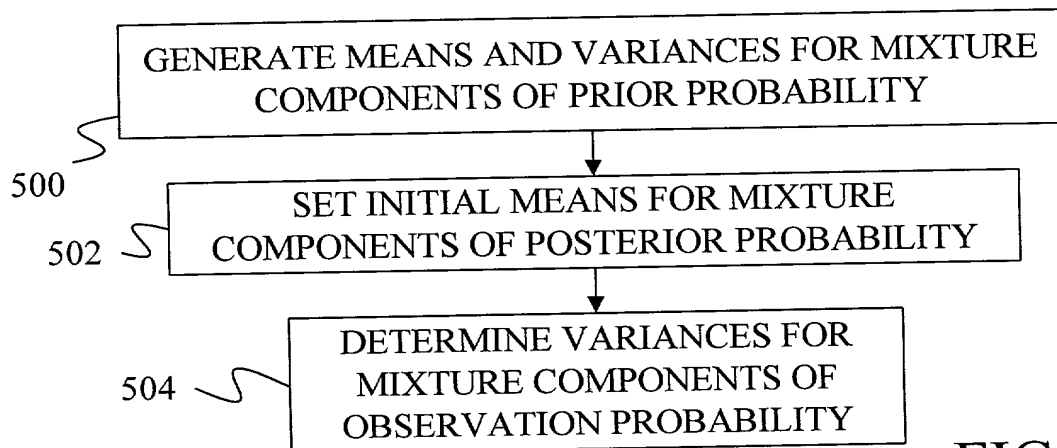 GENERATE MEANS AND VARIANCES FOR MIXTURE
COMPONENTS OF PRIOR PROBABILITY
500
SET INITIAL MEANS FOR MIXTURE
COMPONENTS OF POSTERIOR PROBABILITY
502
DETERMINE VARIANCES FOR
MIXTURE COMPONENTS OF
OBSERVATION PROBABILITY
504